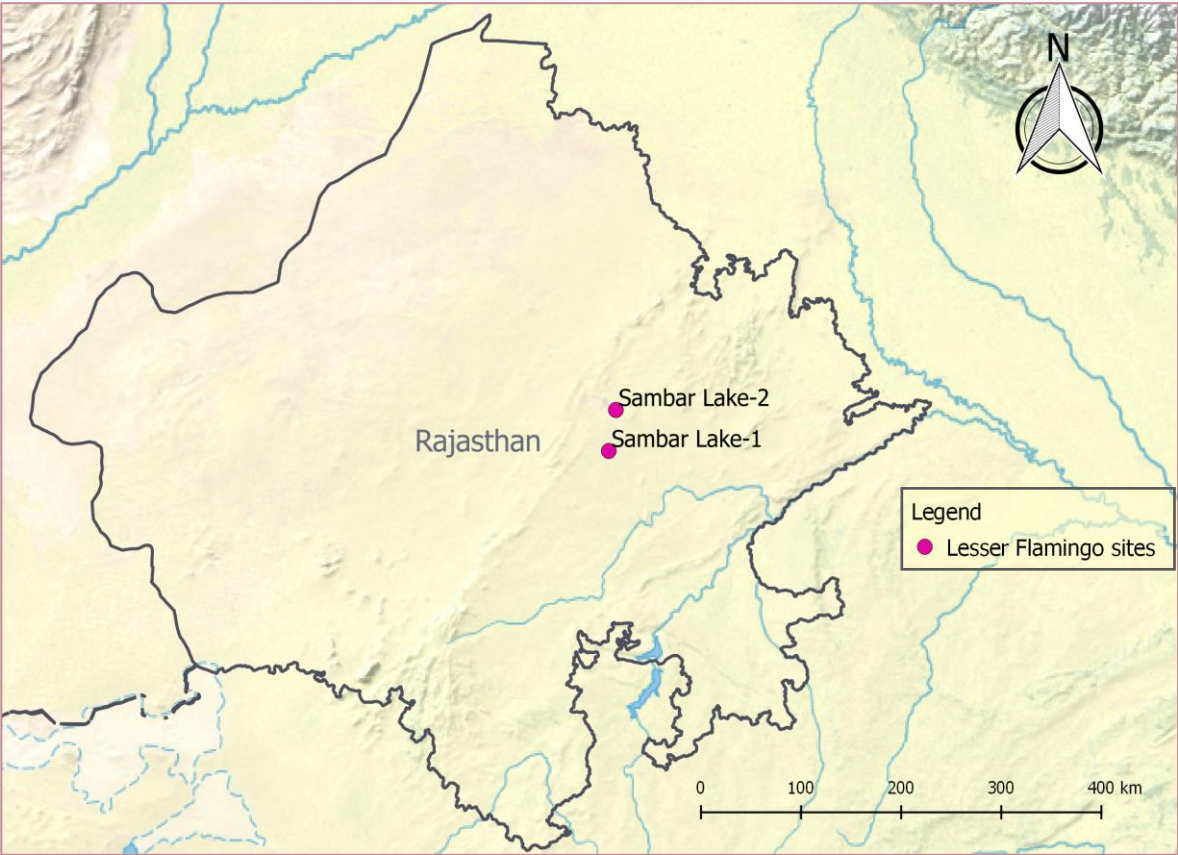 N
Sambar Lake-2
Sambar Lake-1
Rajasthan
Legend
Lesser Flamingo sites
0 100 200 300 400 km